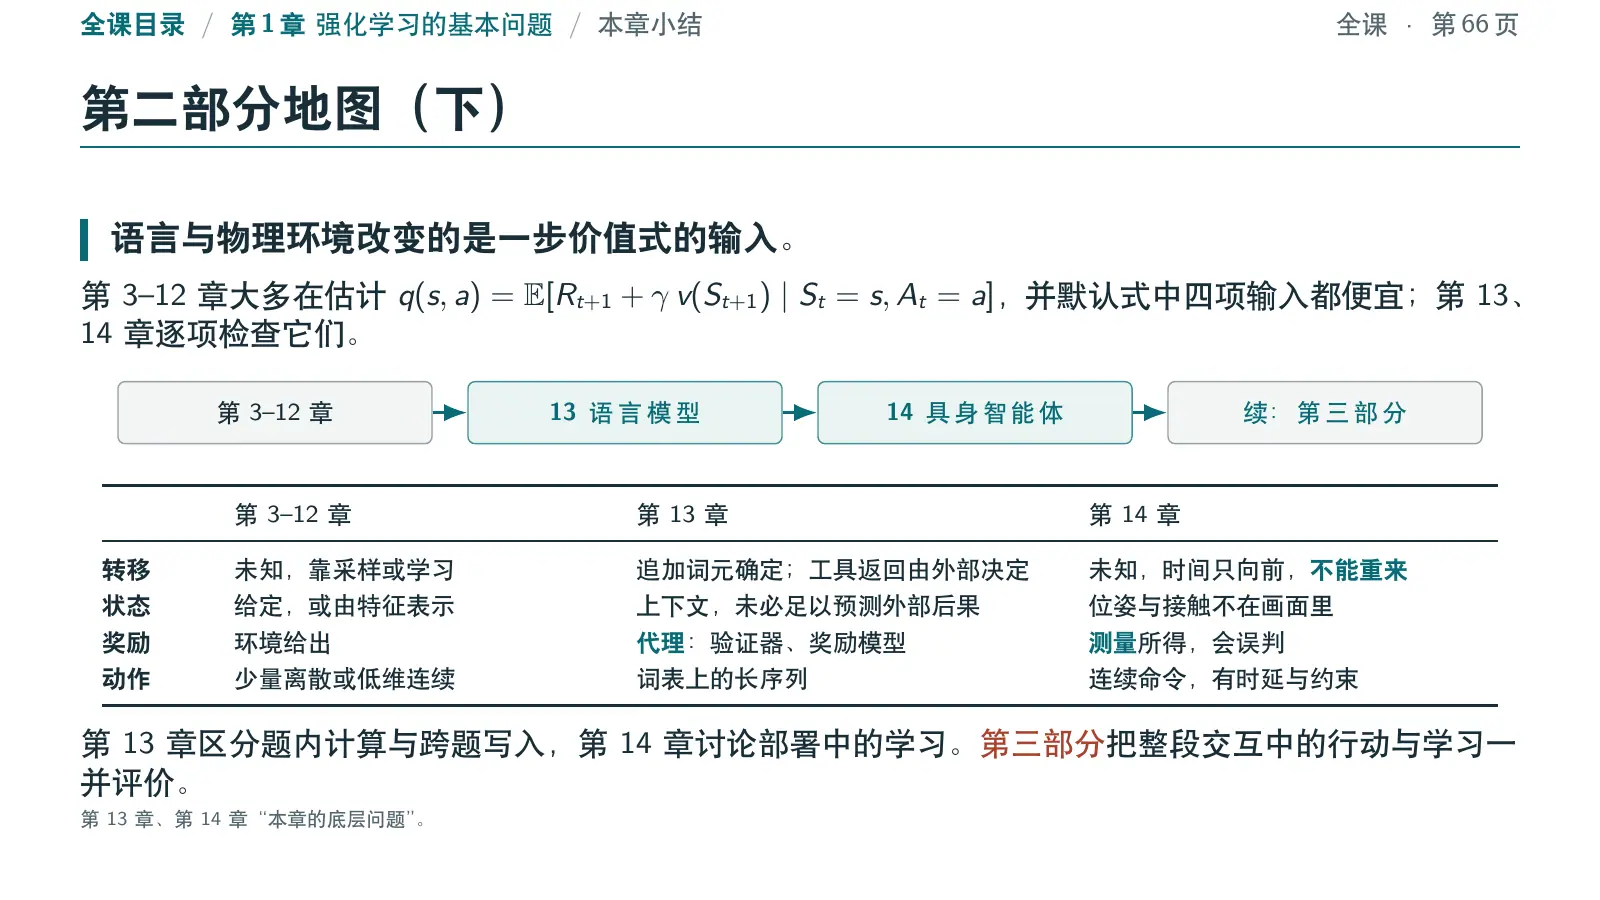 全课目录 / 第 1 章 强化学习的基本问题 / 本章小结
全课 · 第 66 页
第二部分地图（下）
语言与物理环境改变的是一步价值式的输入。
第 3–12 章大多在估计 q(s, a) = 𝔼[R_{t+1} + γ v(S_{t+1}) | S_t = s, A_t = a]，并默认式中四项输入都便宜；第 13、
14 章逐项检查它们。
第 3–12 章
13 语言模型
14 具身智能体
续：第三部分
第 3–12 章 第 13 章 第 14 章
转移 未知，靠采样或学习 追加词元确定；工具返回由外部决定 未知，时间只向前，不能重来
状态 给定，或由特征表示 上下文，未必足以预测外部后果 位姿与接触不在画面里
奖励 环境给出 代理：验证器、奖励模型 测量所得，会误判
动作 少量离散或低维连续 词表上的长序列 连续命令，有时延与约束
第 13 章区分题内计算与跨题写入，第 14 章讨论部署中的学习。第三部分把整段交互中的行动与学习一
并评价。
第 13 章、第 14 章“本章的底层问题”。